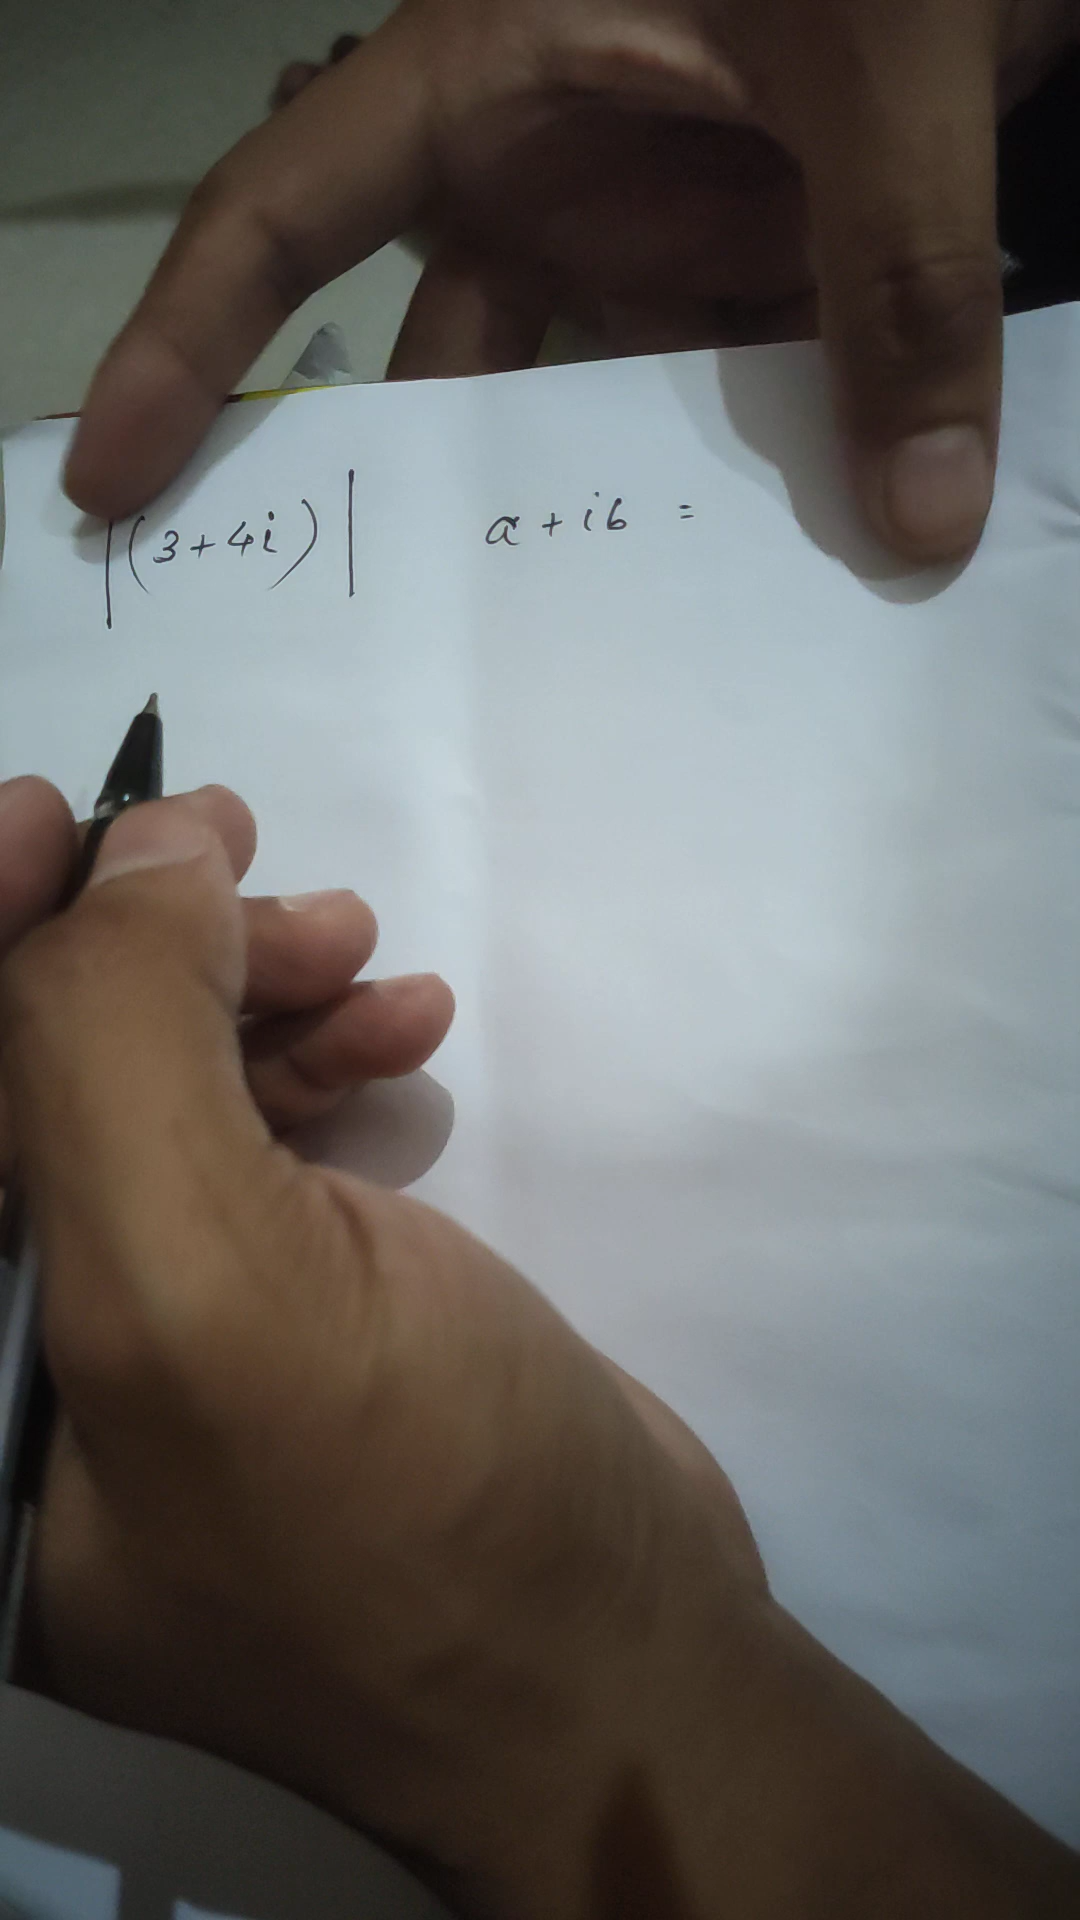 |(3+4i)| a+ib =